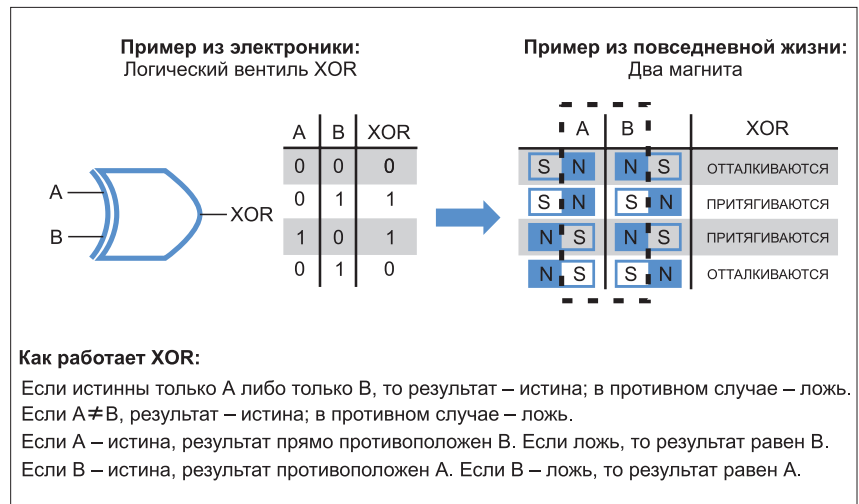 Пример из электроники:
Логический вентиль XOR
A B XOR
0 0 0
0 1 1
1 0 1
0 1 0
A
B
XOR
Пример из повседневной жизни:
Два магнита
A B XOR
S N N S ОТТАЛКИВАЮТСЯ
S N S N ПРИТЯГИВАЮТСЯ
N S N S ПРИТЯГИВАЮТСЯ
N S S N ОТТАЛКИВАЮТСЯ
Как работает XOR:
Если истинны только A либо только B, то результат – истина; в противном случае – ложь.
Если A≠B, результат – истина; в противном случае – ложь.
Если A – истина, результат прямо противоположен B. Если ложь, то результат равен B.
Если B – истина, результат противоположен A. Если B – ложь, то результат равен A.